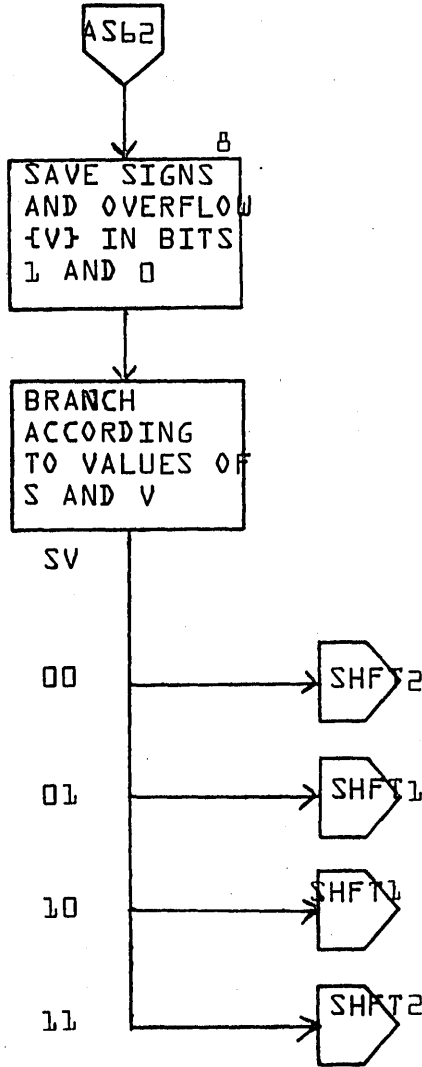 AS62
8
SAVE SIGNS
AND OVERFLOW
{V} IN BITS
1 AND 0
BRANCH
ACCORDING
TO VALUES OF
S AND V
SV
00
SHFT2
01
SHFT1
10
SHFT1
11
SHFT2